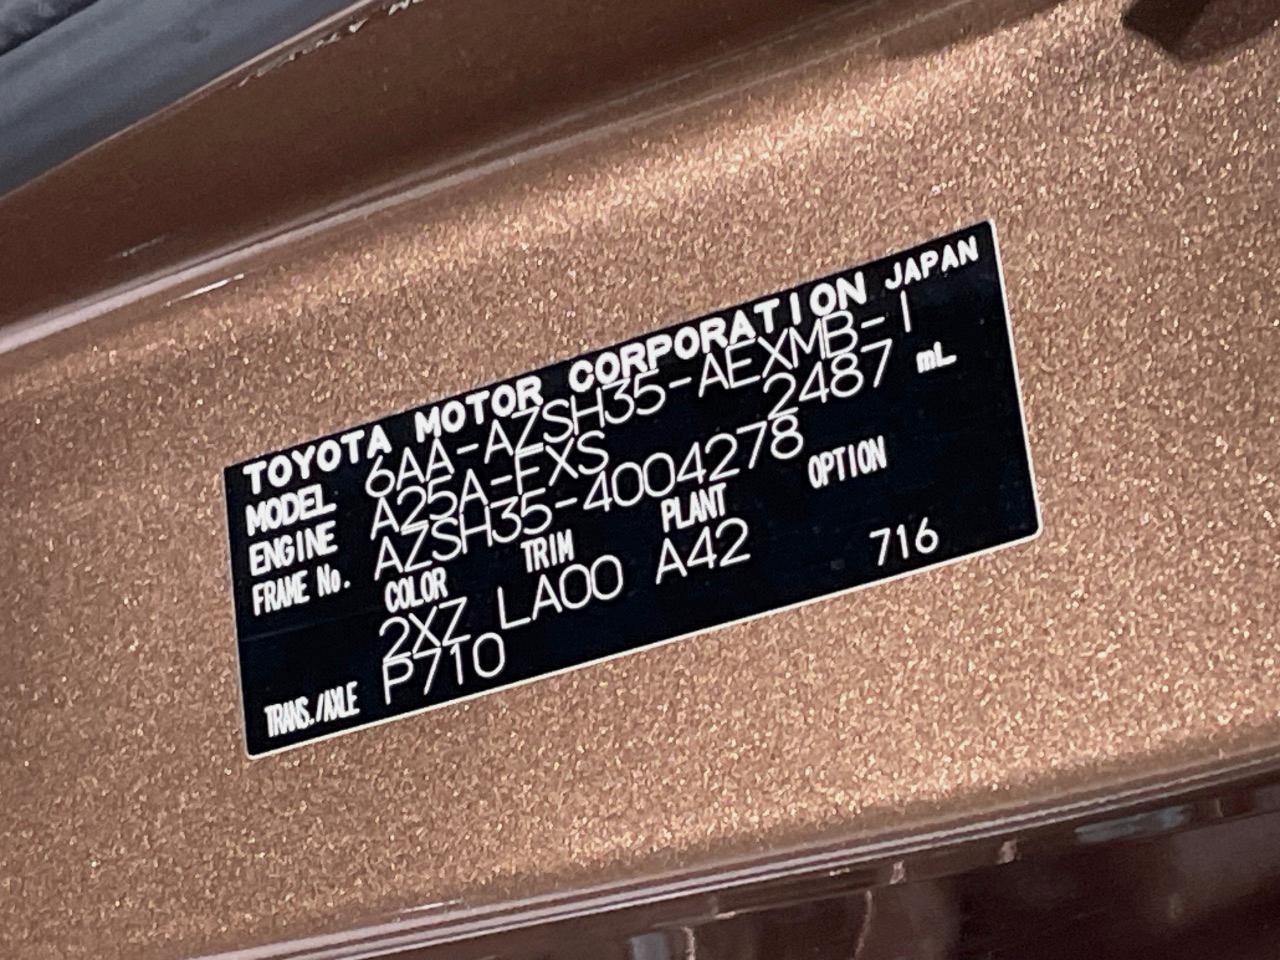 TOYOTA MOTOR CORPORATION JAPAN
MODEL 6AA-AZSH35-AEXMB-I
ENGINE A25A-FXS 2487 mL
FRAME No. AZSH35-4004278
COLOR TRIM PLANT OPTION
2XZ LA00 A42 716
TRANS./AXLE P710